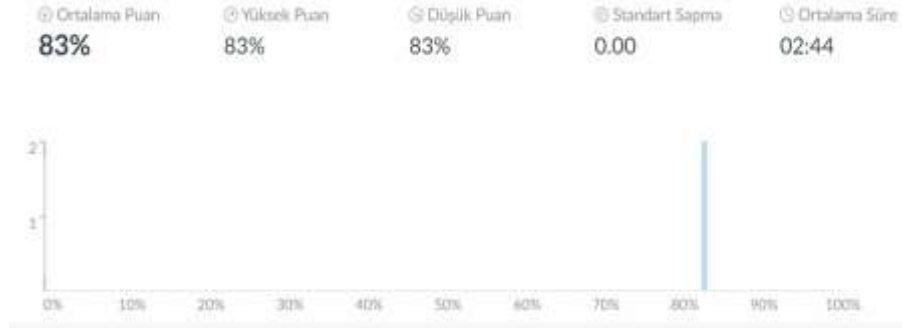 Ortalama Puan Yüksek Puan Düşük Puan Standart Sapma Ortalama Süre
83% 83% 83% 0.00 02:44
2
1
0% 10% 20% 30% 40% 50% 60% 70% 80% 90% 100%